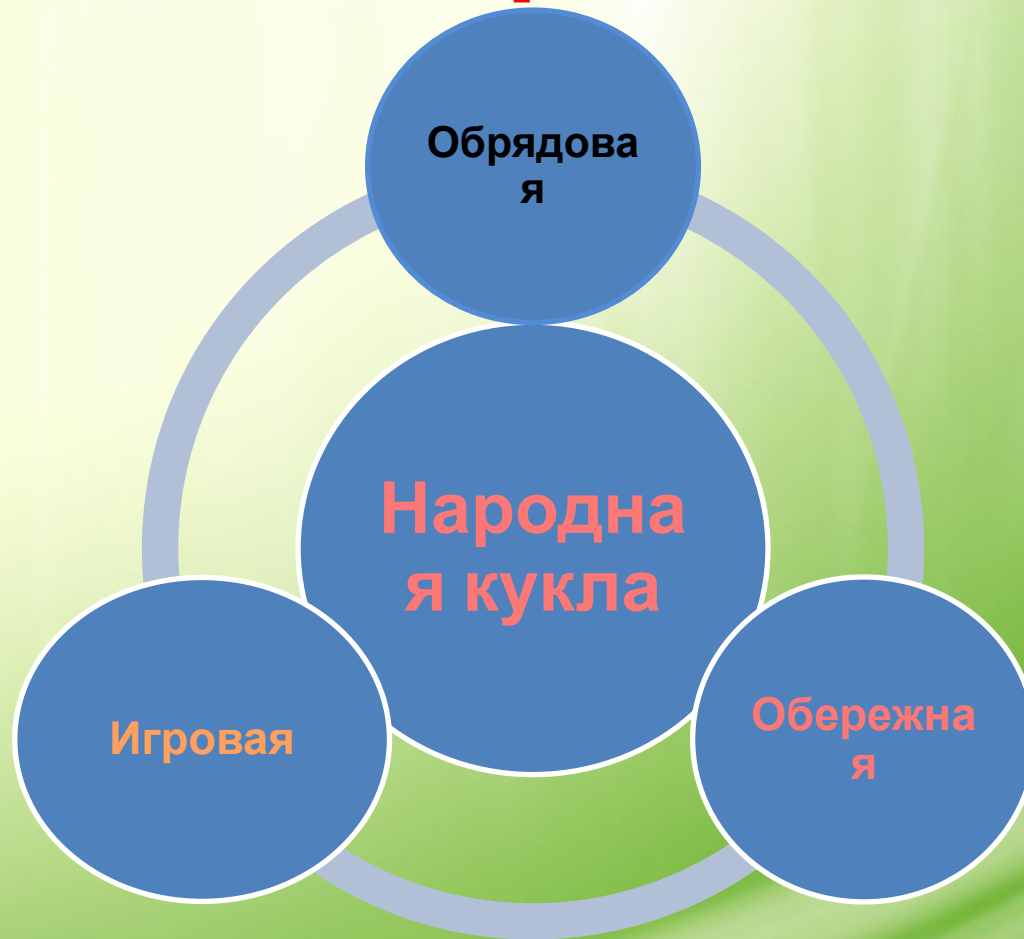 Обрядова
я
Народна
я кукла
Игровая
Обережна
я